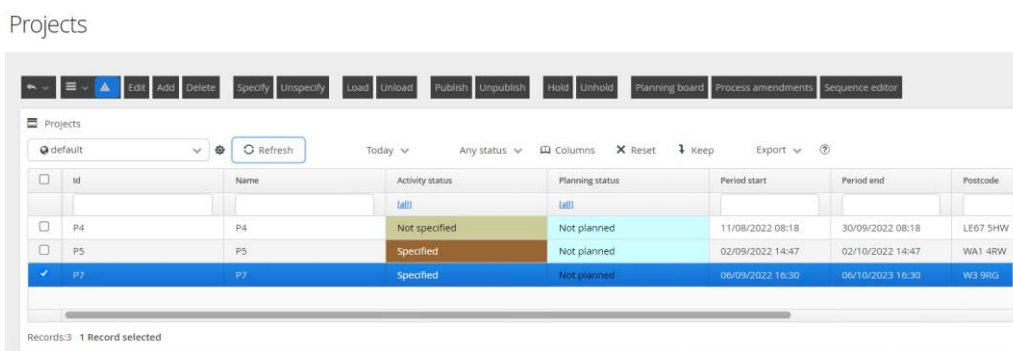 Projects
Edit Add Delete Specify Unspecify Load Unload Publish Unpublish Hold Unhold Planning board Process amendments Sequence editor
Projects
default Refresh Today Any status Columns Reset Keep Export
Id Name Activity status Planning status Period start Period end Postcode
(all) (all)
P4 P4 Not specified Not planned 11/08/2022 08:18 30/09/2022 08:18 LE67 5HW
P5 P5 Specified Not planned 02/09/2022 14:47 02/10/2022 14:47 WA1 4RW
P7 P7 Specified Not planned 06/09/2022 16:30 06/10/2023 16:30 W3 9RG
Records:3 1 Record selected